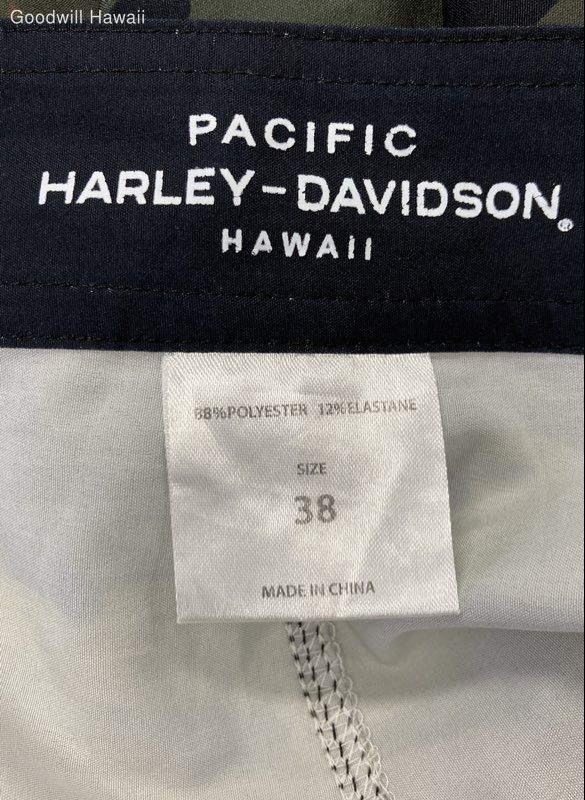 Goodwill Hawaii
PACIFIC
HARLEY-DAVIDSON®
HAWAII
88%POLYESTER 12%ELASTANE
SIZE
38
MADE IN CHINA